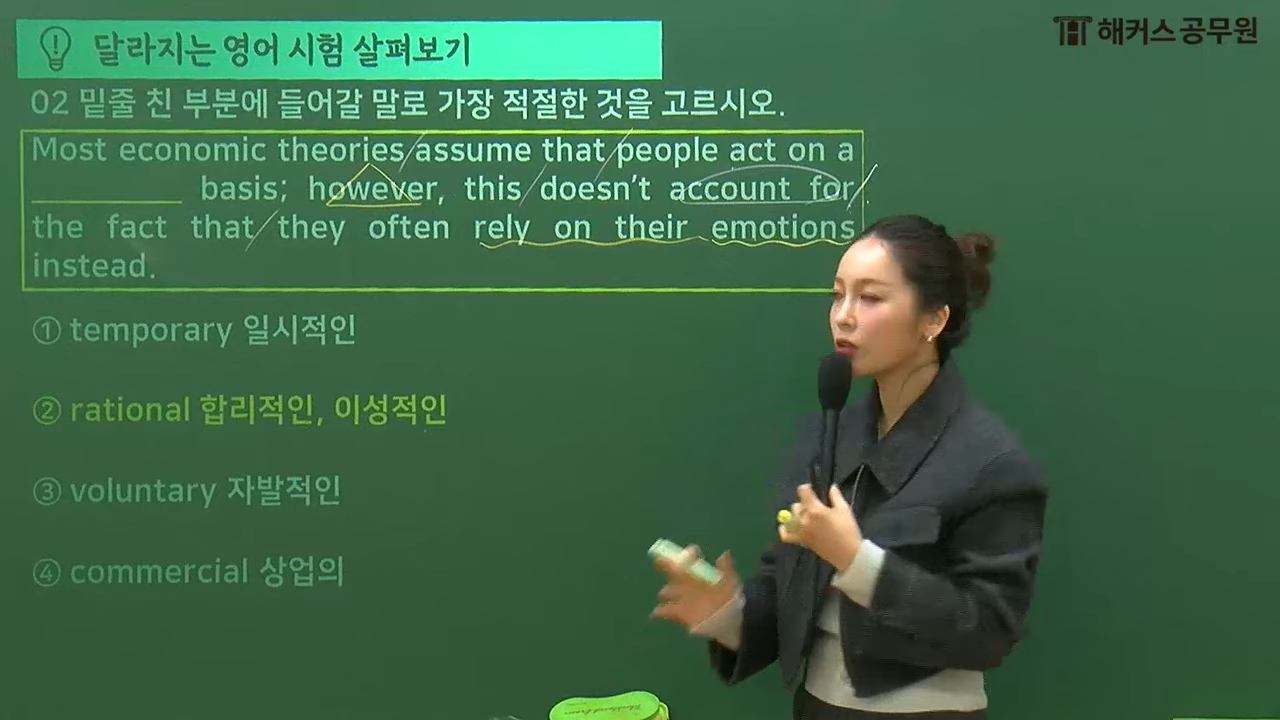 해커스공무원
달라지는 영어 시험 살펴보기
02 밑줄 친 부분에 들어갈 말로 가장 적절한 것을 고르시오.
Most economic theories assume that people act on a
________ basis; however, this doesn't account for
the fact that they often rely on their emotions
instead.
① temporary 일시적인
② rational 합리적인, 이성적인
③ voluntary 자발적인
④ commercial 상업의